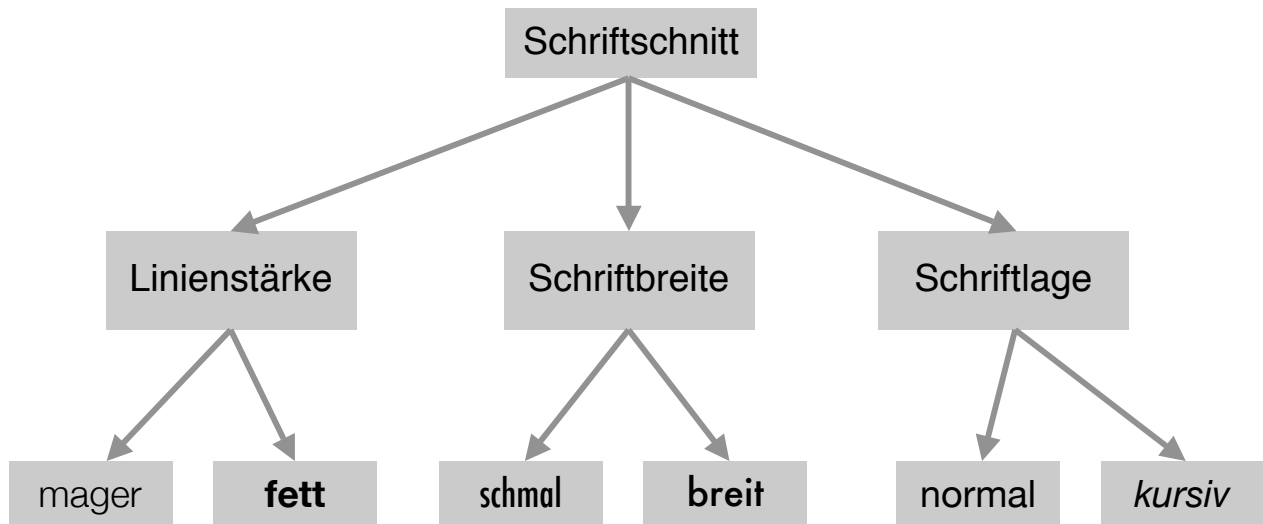 Schriftschnitt
Linienstärke
Schriftbreite
Schriftlage
mager
fett
schmal
breit
normal
kursiv